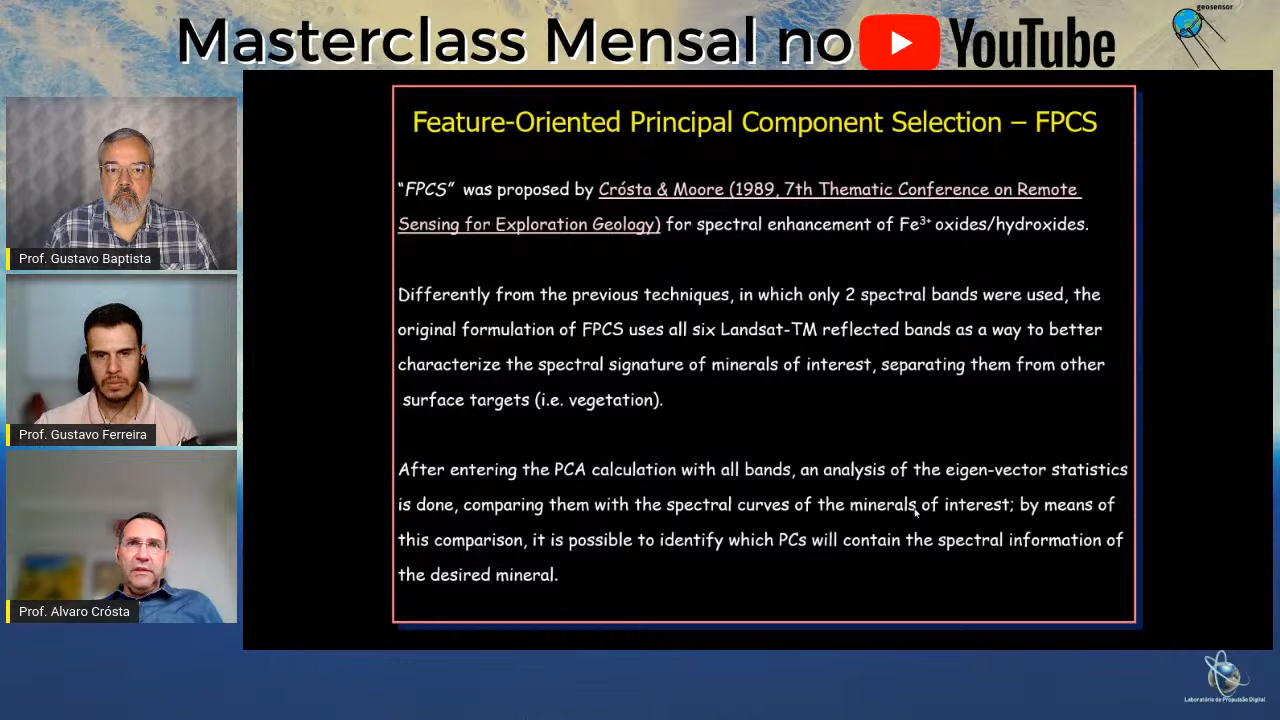 Masterclass Mensal no YouTube
geosensor
Feature-Oriented Principal Component Selection – FPCS
"FPCS" was proposed by Crósta & Moore (1989, 7th Thematic Conference on Remote
Sensing for Exploration Geology) for spectral enhancement of Fe³⁺ oxides/hydroxides.
Differently from the previous techniques, in which only 2 spectral bands were used, the
original formulation of FPCS uses all six Landsat-TM reflected bands as a way to better
characterize the spectral signature of minerals of interest, separating them from other
surface targets (i.e. vegetation).
After entering the PCA calculation with all bands, an analysis of the eigen-vector statistics
is done, comparing them with the spectral curves of the minerals of interest; by means of
this comparison, it is possible to identify which PCs will contain the spectral information of
the desired mineral.
Prof. Gustavo Baptista
Prof. Gustavo Ferreira
Prof. Alvaro Crósta
Laboratório de Propulsão Digital